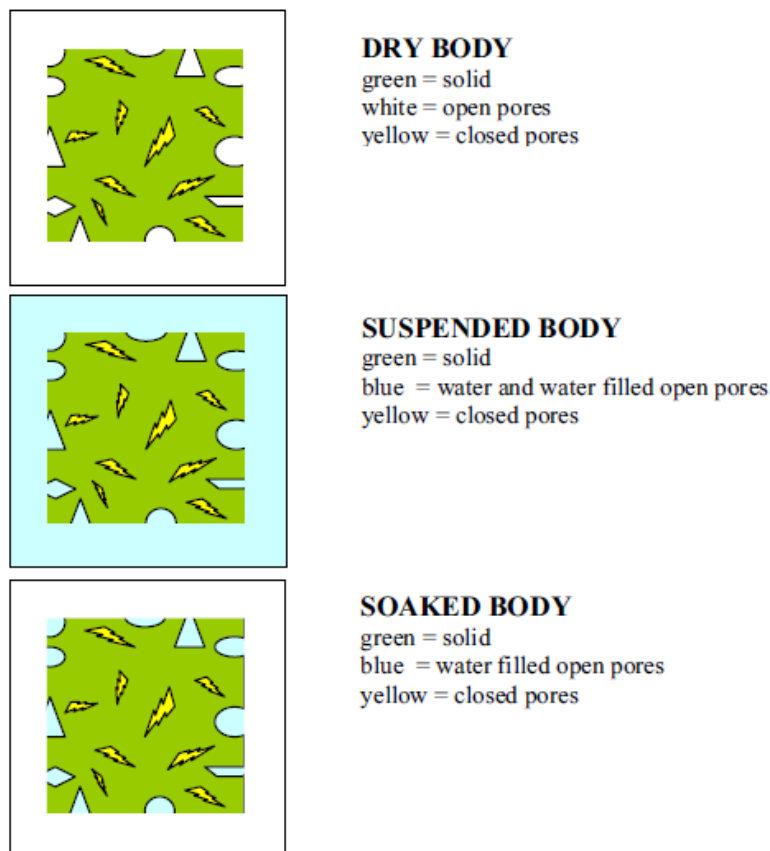 DRY BODY
green = solid
white = open pores
yellow = closed pores
SUSPENDED BODY
green = solid
blue = water and water filled open pores
yellow = closed pores
SOAKED BODY
green = solid
blue = water filled open pores
yellow = closed pores